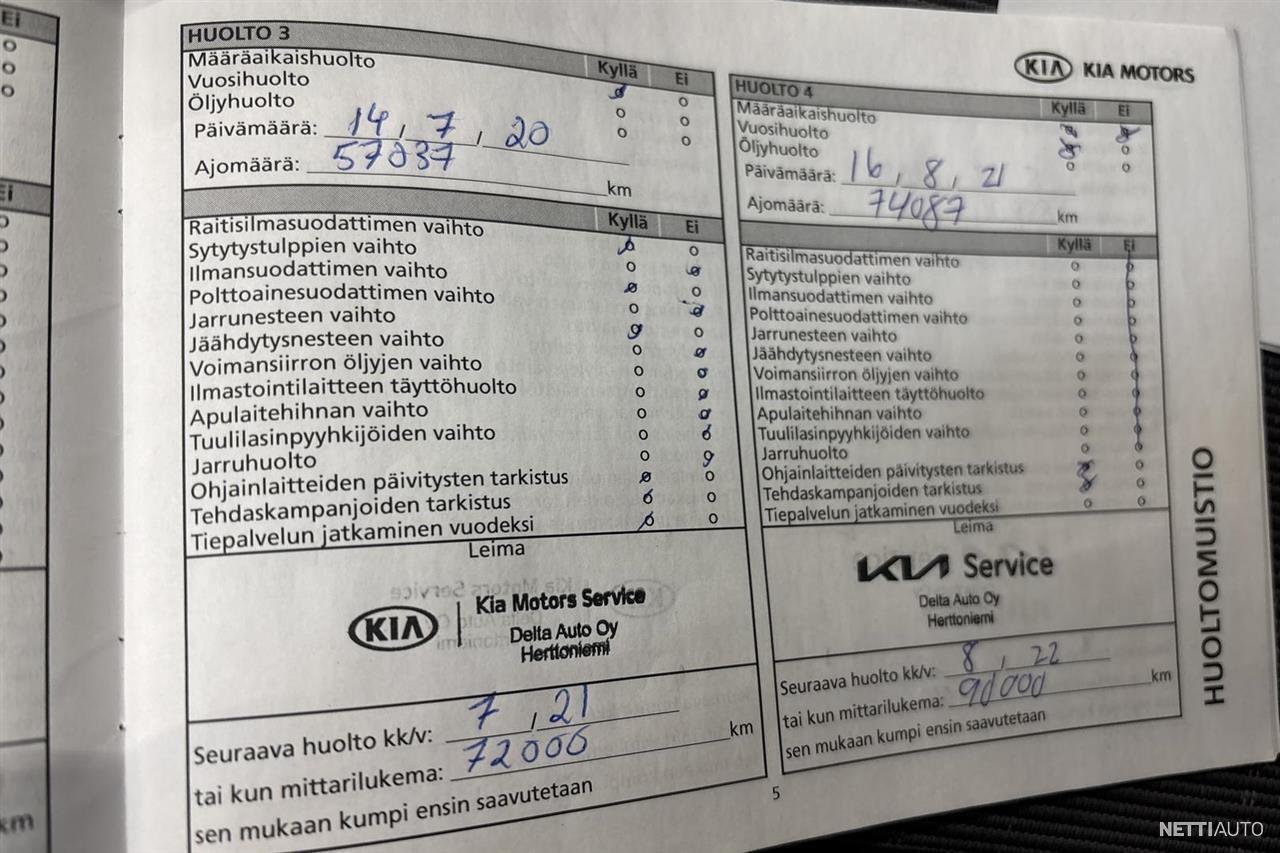 Ei
Ei
km
HUOLTO 3
Kyllä Ei
Määräaikaishuolto
Vuosihuolto
Öljyhuolto
Päivämäärä: 14, 7, 20
Ajomäärä: 57037 km
Kyllä Ei
Raitisilmasuodattimen vaihto
Sytytystulppien vaihto
Ilmansuodattimen vaihto
Polttoainesuodattimen vaihto
Jarrunesteen vaihto
Jäähdytysnesteen vaihto
Voimansiirron öljyjen vaihto
Ilmastointilaitteen täyttöhuolto
Apulaitehihnan vaihto
Tuulilasinpyyhkijöiden vaihto
Jarruhuolto
Ohjainlaitteiden päivitysten tarkistus
Tehdaskampanjoiden tarkistus
Tiepalvelun jatkaminen vuodeksi
Leima
KIA Kia Motors Service
Delta Auto Oy
Herttoniemi
Seuraava huolto kk/v: 7, 21
tai kun mittarilukema: 72000 km
sen mukaan kumpi ensin saavutetaan
KIA KIA MOTORS
HUOLTO 4
Kyllä Ei
Määräaikaishuolto
Vuosihuolto
Öljyhuolto
Päivämäärä: 16, 8, 21
Ajomäärä: 74087 km
Kyllä Ei
Raitisilmasuodattimen vaihto
Sytytystulppien vaihto
Ilmansuodattimen vaihto
Polttoainesuodattimen vaihto
Jarrunesteen vaihto
Jäähdytysnesteen vaihto
Voimansiirron öljyjen vaihto
Ilmastointilaitteen täyttöhuolto
Apulaitehihnan vaihto
Tuulilasinpyyhkijöiden vaihto
Jarruhuolto
Ohjainlaitteiden päivitysten tarkistus
Tehdaskampanjoiden tarkistus
Tiepalvelun jatkaminen vuodeksi
Leima
KIA Service
Delta Auto Oy
Herttoniemi
Seuraava huolto kk/v: 8, 22
tai kun mittarilukema: 90000 km
sen mukaan kumpi ensin saavutetaan
HUOLTOMUISTIO
5
NETTIAUTO